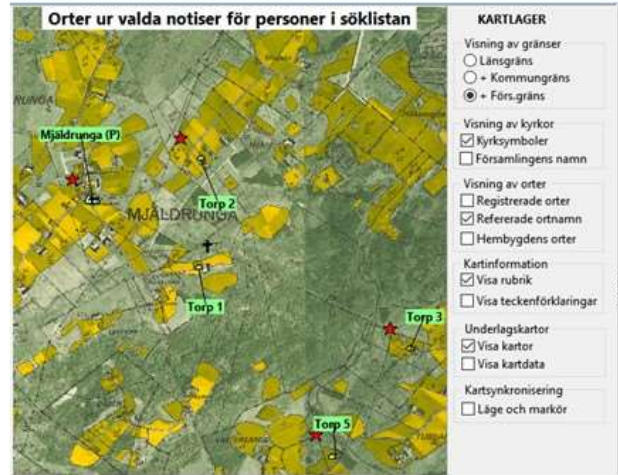 Orter ur valda notiser för personer i söklistan
RUNGA
Mjäldrunga (P)
Torp 2
MJÄLDRUNGA
Torp 1
Torp 3
Torp 5
KARTLAGER
Visning av gränser
Länsgräns
+ Kommungräns
+ Förs.gräns
Visning av kyrkor
Kyrksymboler
Församlingens namn
Visning av orter
Registrerade orter
Refererade ortnamn
Hembygdens orter
Kartinformation
Visa rubrik
Visa teckenförklaringar
Underlagskartor
Visa kartor
Visa kartdata
Kartsynkronisering
Läge och markör